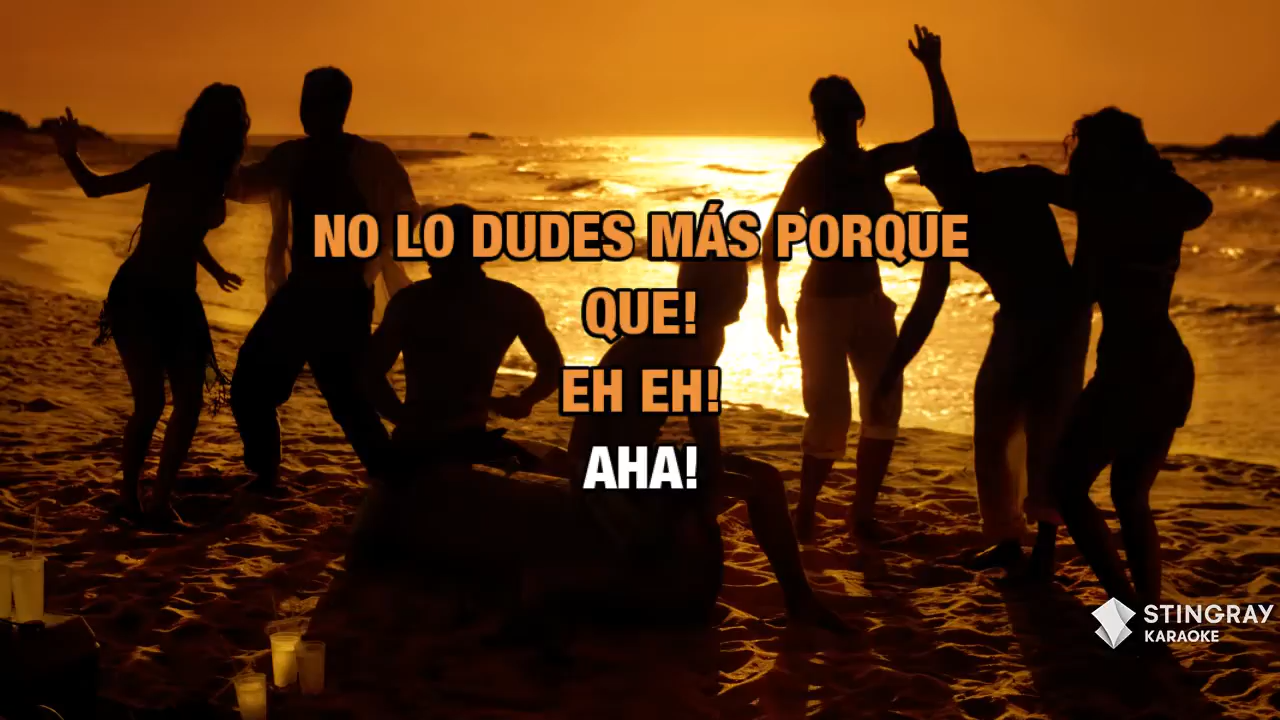 NO LO DUDES MÁS PORQUE
QUE!
EH EH!
AHA!
STINGRAY
KARAOKE